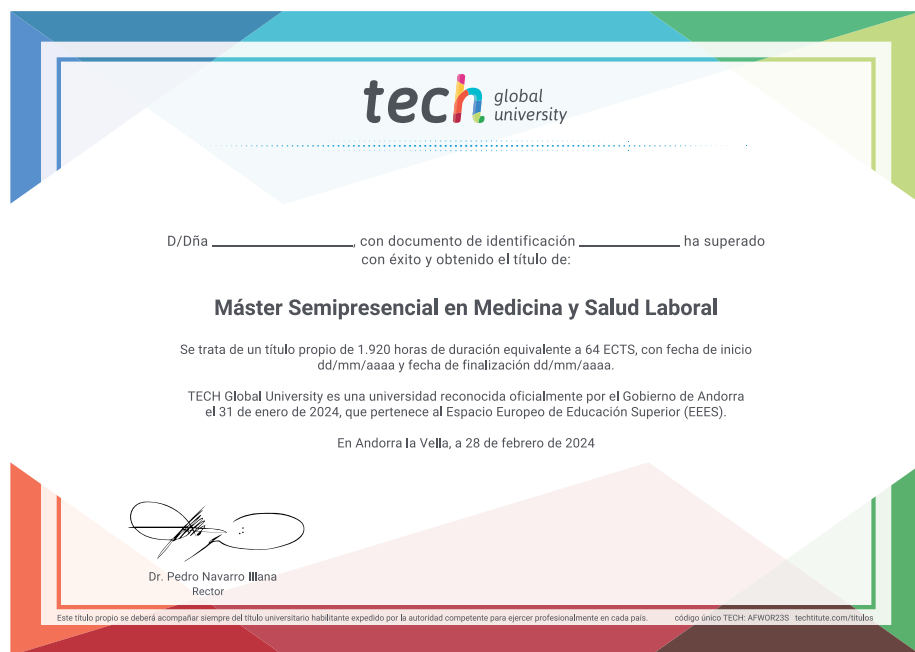 tech global university
D/Dña ____________________, con documento de identificación ______________ ha superado
con éxito y obtenido el título de:
Máster Semipresencial en Medicina y Salud Laboral
Se trata de un título propio de 1.920 horas de duración equivalente a 64 ECTS, con fecha de inicio
dd/mm/aaaa y fecha de finalización dd/mm/aaaa.
TECH Global University es una universidad reconocida oficialmente por el Gobierno de Andorra
el 31 de enero de 2024, que pertenece al Espacio Europeo de Educación Superior (EEES).
En Andorra la Vella, a 28 de febrero de 2024
Dr. Pedro Navarro Illana
Rector
Este título propio se deberá acompañar siempre del título universitario habilitante expedido por la autoridad competente para ejercer profesionalmente en cada país. código único TECH: AFWOR23S techtitute.com/titulos